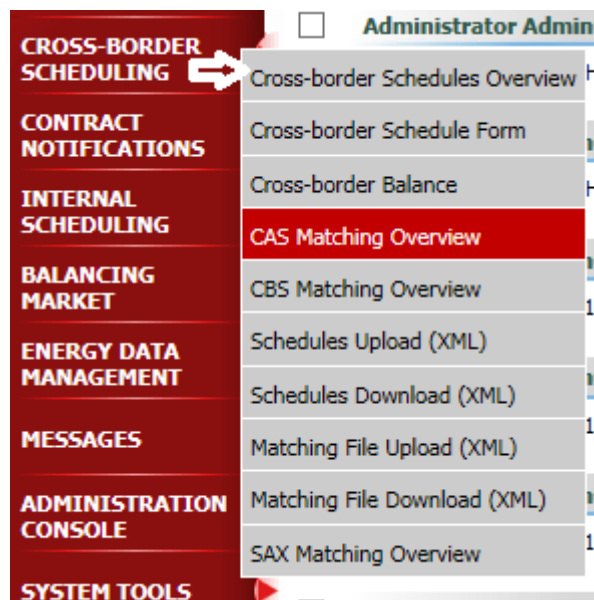 CROSS-BORDER
SCHEDULING
CONTRACT
NOTIFICATIONS
INTERNAL
SCHEDULING
BALANCING
MARKET
ENERGY DATA
MANAGEMENT
MESSAGES
ADMINISTRATION
CONSOLE
SYSTEM TOOLS
Administrator Admin
Cross-border Schedules Overview
Cross-border Schedule Form
Cross-border Balance
CAS Matching Overview
CBS Matching Overview
Schedules Upload (XML)
Schedules Download (XML)
Matching File Upload (XML)
Matching File Download (XML)
SAX Matching Overview